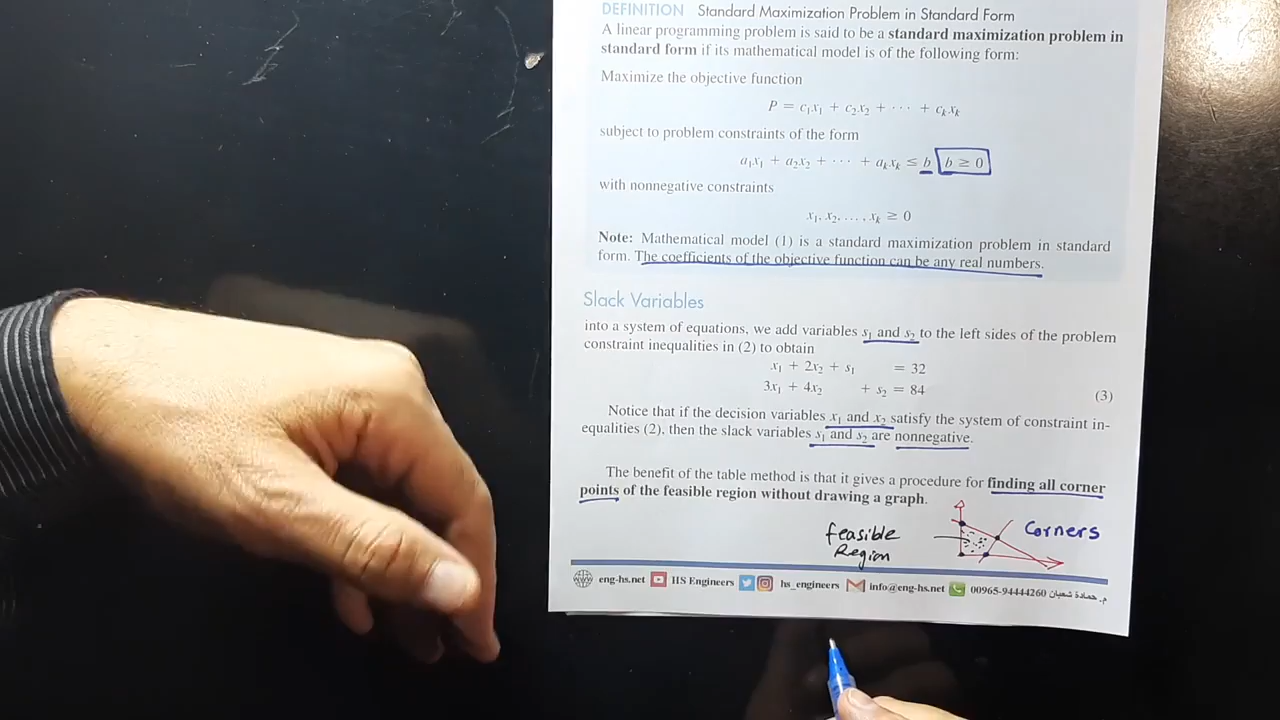 DEFINITION Standard Maximization Problem in Standard Form
A linear programming problem is said to be a standard maximization problem in
standard form if its mathematical model is of the following form:
Maximize the objective function
P = c₁x₁ + c₂x₂ + · · · + cₖxₖ
subject to problem constraints of the form
a₁x₁ + a₂x₂ + · · · + aₖxₖ ≤ b b ≥ 0
with nonnegative constraints
x₁, x₂, . . . , xₖ ≥ 0
Note: Mathematical model (1) is a standard maximization problem in standard
form. The coefficients of the objective function can be any real numbers.
Slack Variables
into a system of equations, we add variables s₁ and s₂ to the left sides of the problem
constraint inequalities in (2) to obtain
x₁ + 2x₂ + s₁ = 32
3x₁ + 4x₂ + s₂ = 84
(3)
Notice that if the decision variables x₁ and x₂ satisfy the system of constraint in-
equalities (2), then the slack variables s₁ and s₂ are nonnegative.
The benefit of the table method is that it gives a procedure for finding all corner
points of the feasible region without drawing a graph.
feasible
Region
Corners
eng-hs.net HS Engineers hs_engineers info@eng-hs.net 00965-94444260 م. حمادة شعبان